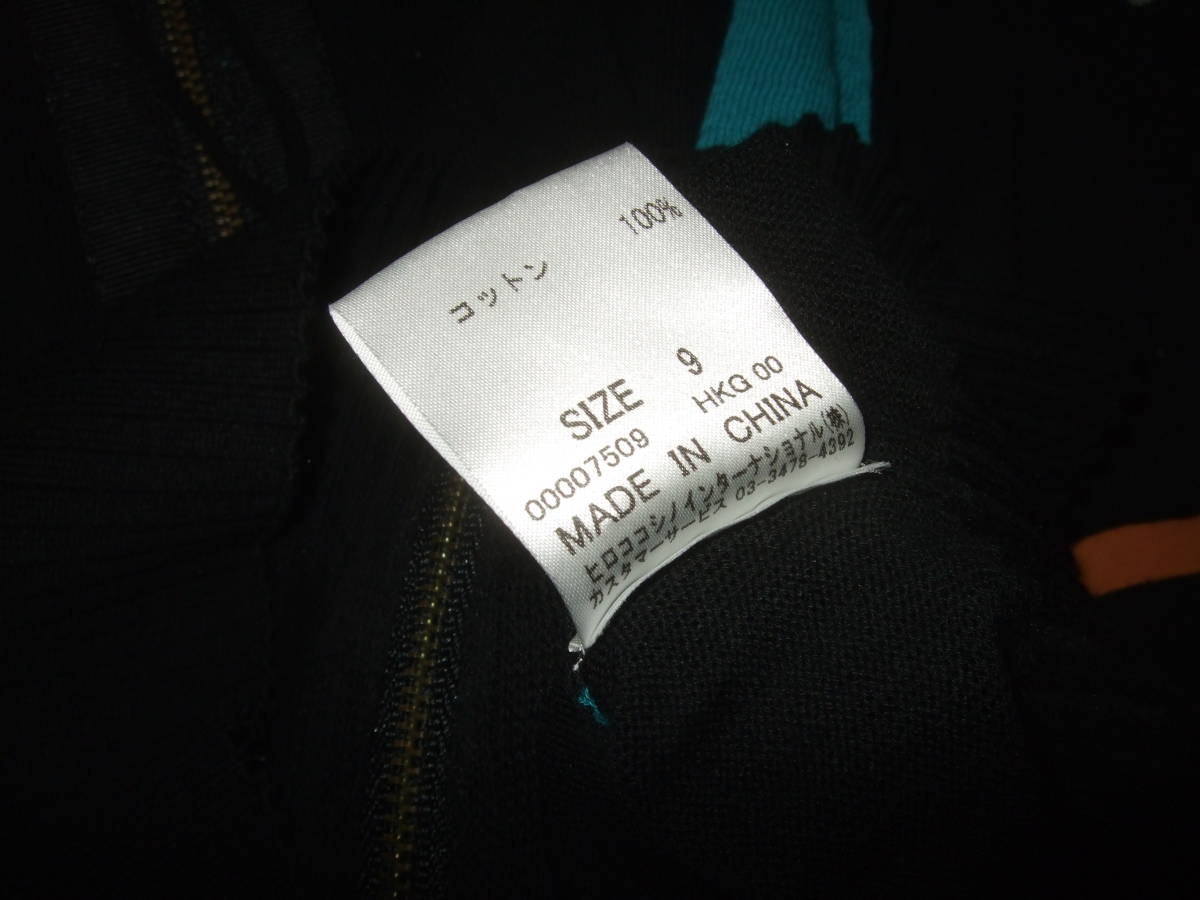 コットン 100%
SIZE 9
00007509 HKG 00
MADE IN CHINA
ヒロココシノインターナショナル(株)
カスタマーサービス 03-3478-4392